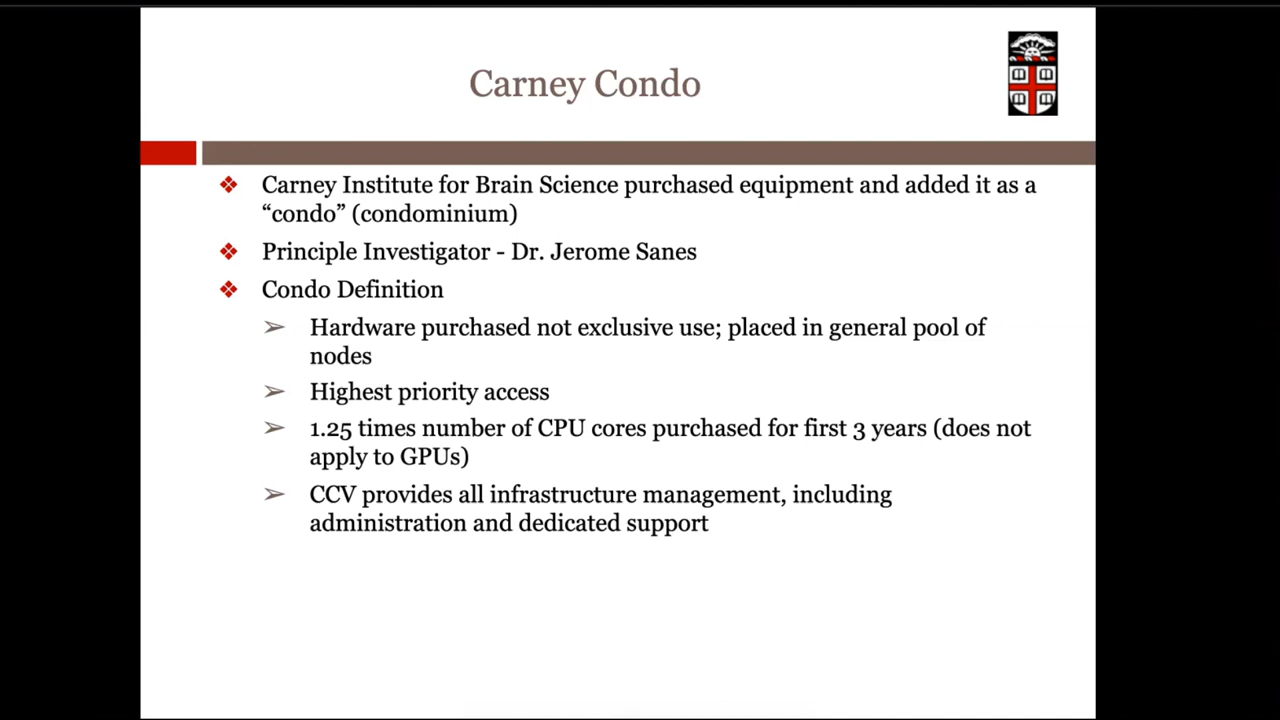 Carney Condo
❖ Carney Institute for Brain Science purchased equipment and added it as a
“condo” (condominium)
❖ Principle Investigator - Dr. Jerome Sanes
❖ Condo Definition
➢ Hardware purchased not exclusive use; placed in general pool of
nodes
➢ Highest priority access
➢ 1.25 times number of CPU cores purchased for first 3 years (does not
apply to GPUs)
➢ CCV provides all infrastructure management, including
administration and dedicated support